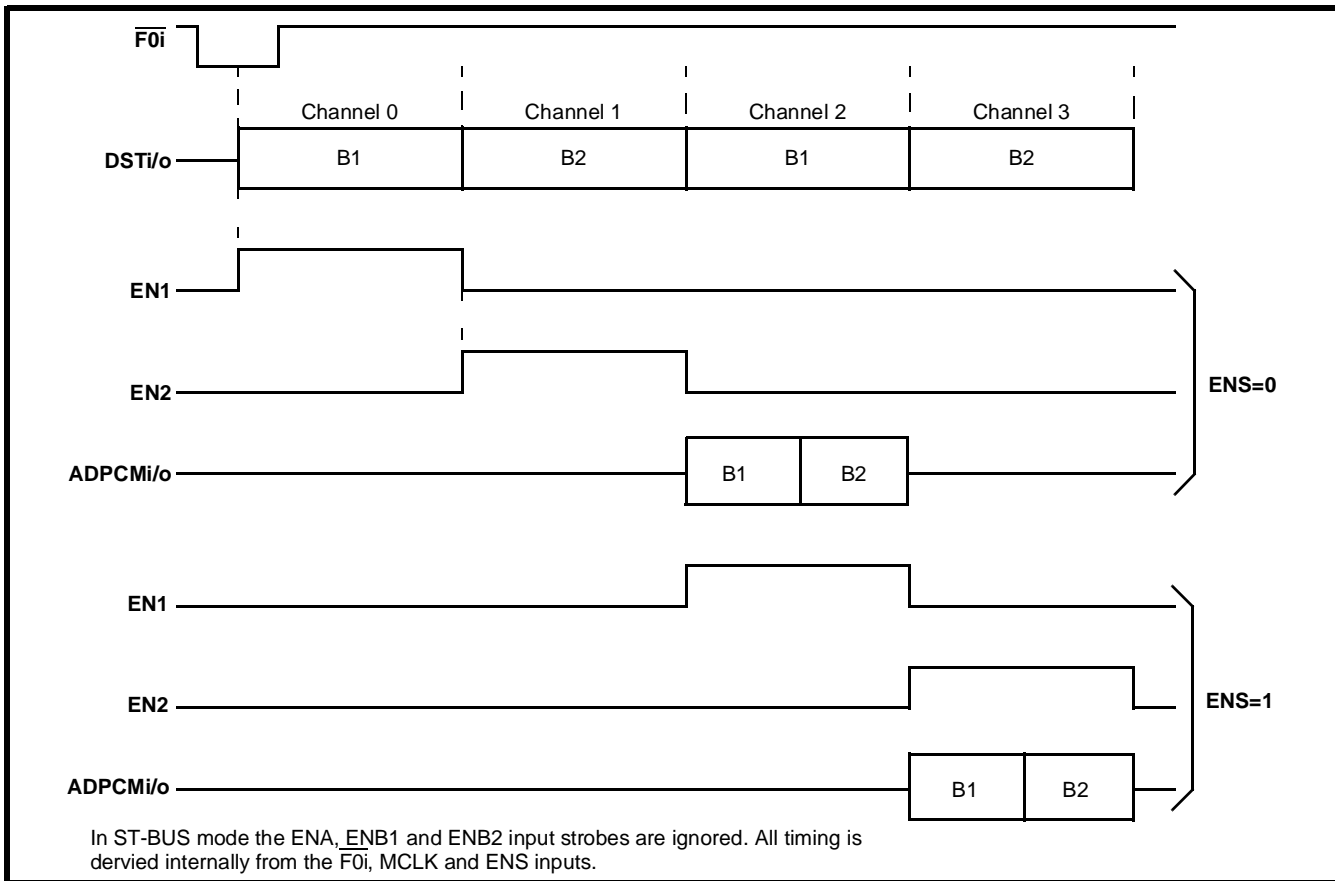 F0i
Channel 0 Channel 1 Channel 2 Channel 3
DSTi/o B1 B2 B1 B2
EN1
EN2
ENS=0
ADPCMi/o B1 B2
EN1
EN2
ENS=1
ADPCMi/o B1 B2
In ST-BUS mode the ENA, ENB1 and ENB2 input strobes are ignored. All timing is
dervied internally from the F0i, MCLK and ENS inputs.